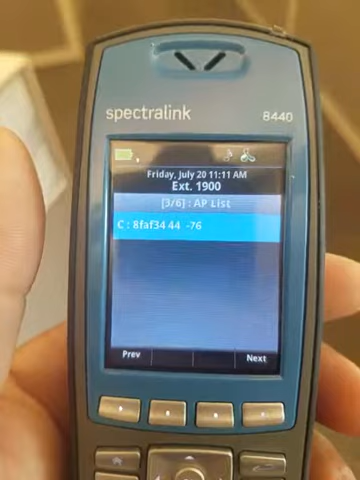 spectralink 8440
Friday, July 20 11:11 AM
Ext. 1900
[3/6] : AP List
C : 8faf34 44 -76
Prev Next